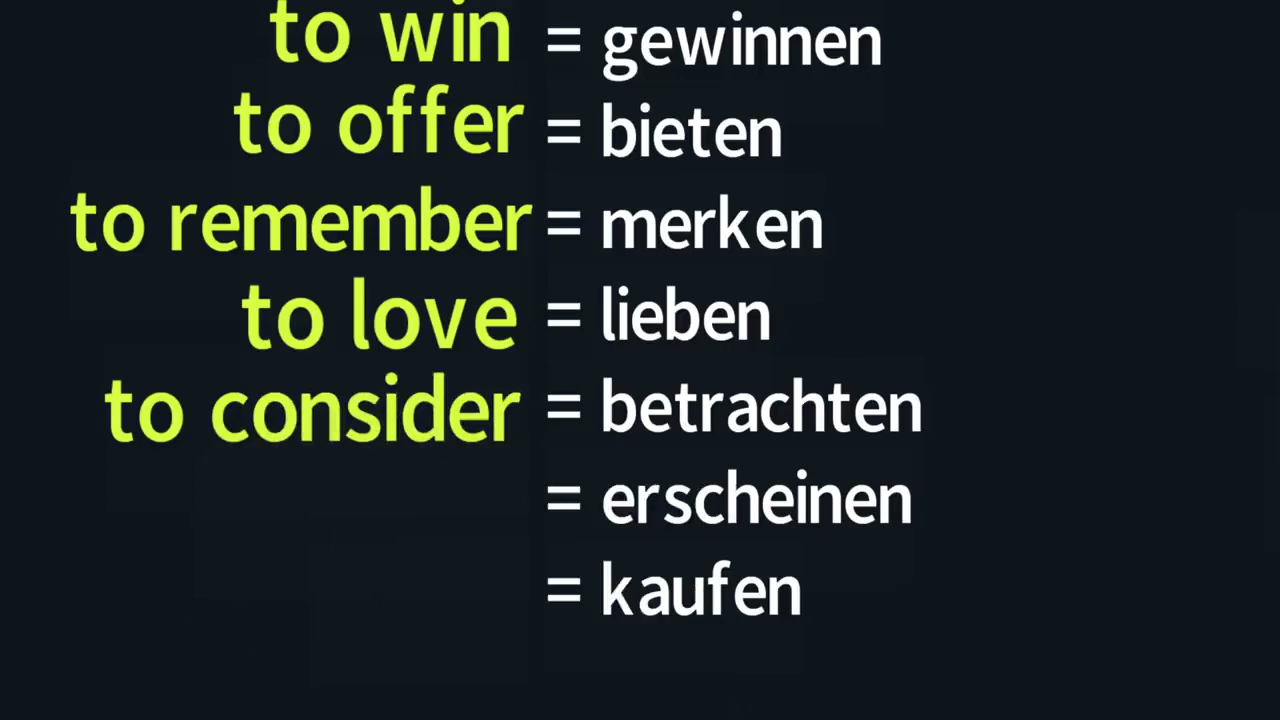 to win = gewinnen
to offer = bieten
to remember = merken
to love = lieben
to consider = betrachten
= erscheinen
= kaufen